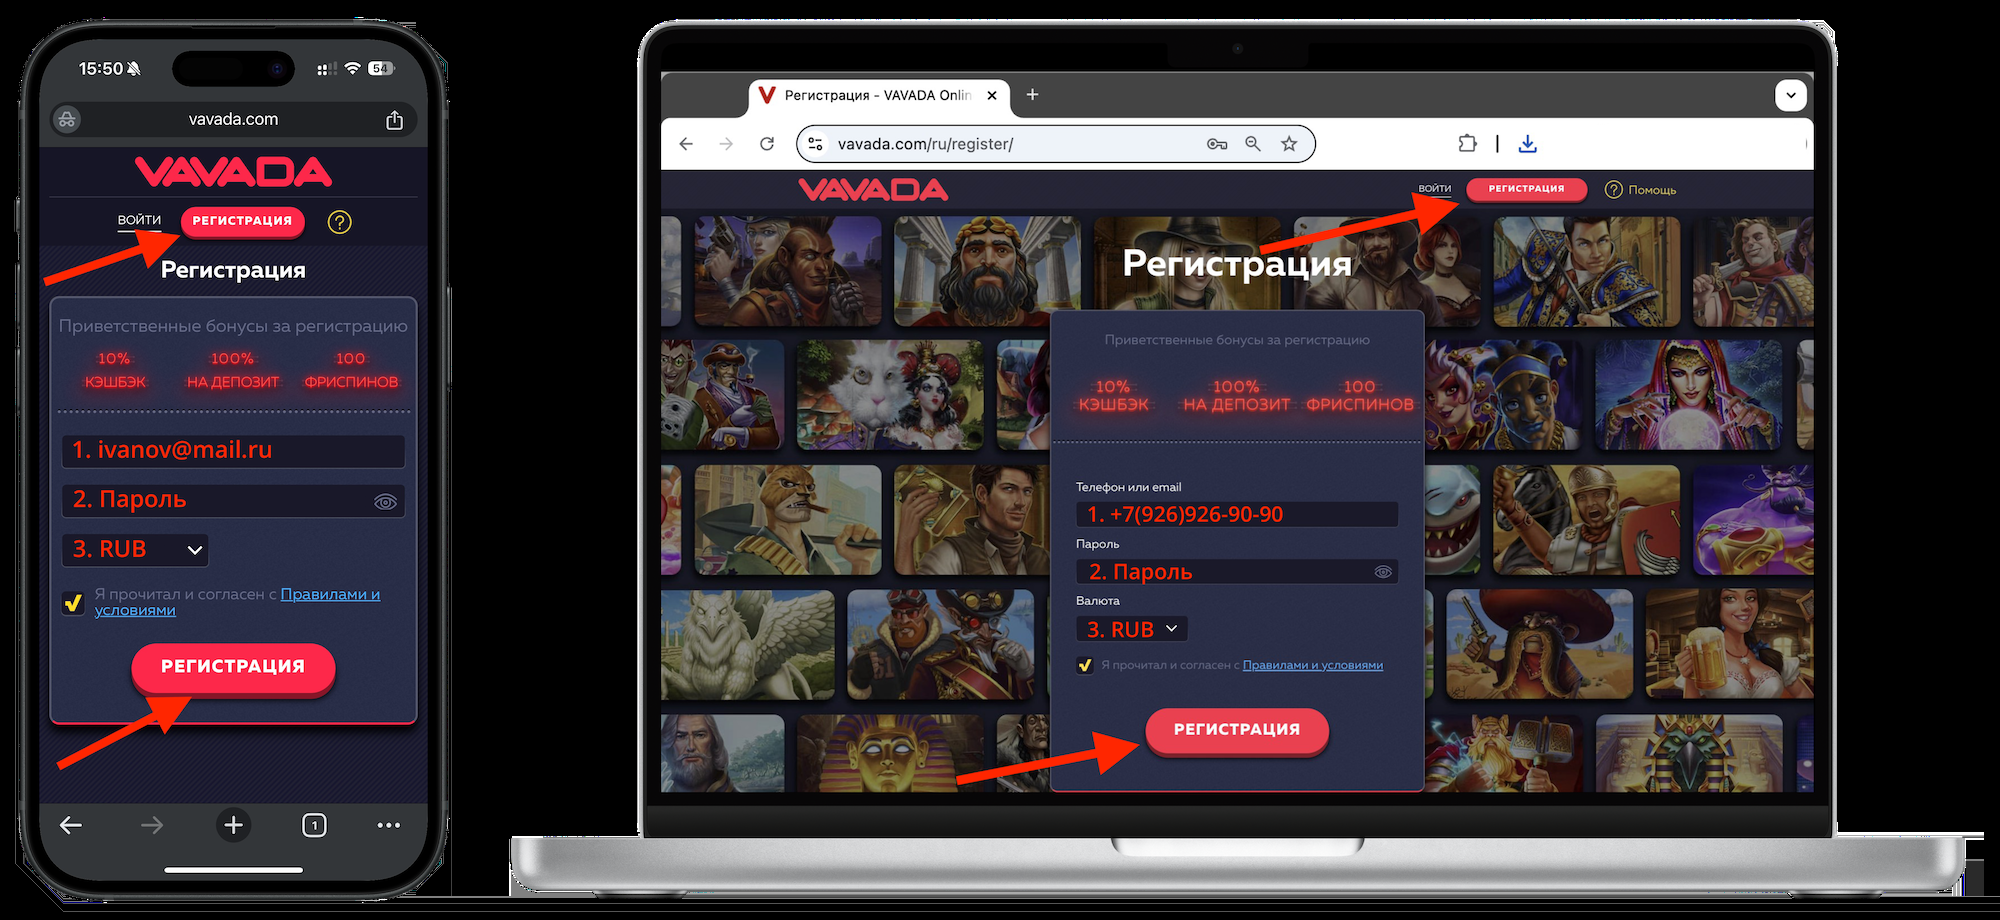 15:50
54
vavada.com
VAVADA
ВОЙТИ
РЕГИСТРАЦИЯ
?
Регистрация
Приветственные бонусы за регистрацию
10% 100% 100
КЭШБЭК НА ДЕПОЗИТ ФРИСПИНОВ
1. ivanov@mail.ru
2. Пароль
3. RUB
Я прочитал и согласен с Правилами и
условиями
РЕГИСТРАЦИЯ
1
Регистрация - VAVADA Onlin
vavada.com/ru/register/
VAVADA
ВОЙТИ
РЕГИСТРАЦИЯ
? Помощь
Регистрация
Приветственные бонусы за регистрацию
10% 100% 100
КЭШБЭК НА ДЕПОЗИТ ФРИСПИНОВ
Телефон или email
1. +7(926)926-90-90
Пароль
2. Пароль
Валюта
3. RUB
Я прочитал и согласен с Правилами и условиями
РЕГИСТРАЦИЯ